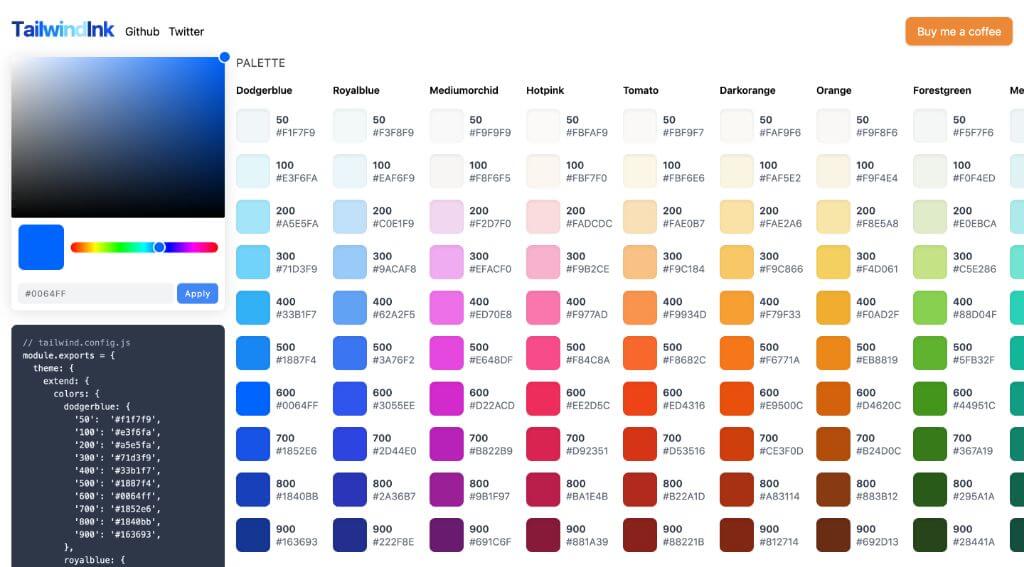 TailwindInk Github Twitter Buy me a coffee
#0064FF Apply
// tailwind.config.js
module.exports = {
theme: {
extend: {
colors: {
dodgerblue: {
'50': '#f1f7f9',
'100': '#e3f6fa',
'200': '#a5e5fa',
'300': '#71d3f9',
'400': '#33b1f7',
'500': '#1887f4',
'600': '#0064ff',
'700': '#1852e6',
'800': '#1840bb',
'900': '#163693',
},
royalblue: {
PALETTE
Dodgerblue Royalblue Mediumorchid Hotpink Tomato Darkorange Orange Forestgreen Me
50 50 50 50 50 50 50 50
#F1F7F9 #F3F8F9 #F9F9F9 #FBFAF9 #FBF9F7 #FAF9F6 #F9F8F6 #F5F7F6
100 100 100 100 100 100 100 100
#E3F6FA #EAF6F9 #F8F6F5 #FBF7F0 #FBF6E6 #FAF5E2 #F9F4E4 #F0F4ED
200 200 200 200 200 200 200 200
#A5E5FA #C0E1F9 #F2D7F0 #FADCDC #FAE0B7 #FAE2A6 #F8E5A8 #E0EBCA
300 300 300 300 300 300 300 300
#71D3F9 #9ACAF8 #EFACF0 #F9B2CE #F9C184 #F9C866 #F4D061 #C5E286
400 400 400 400 400 400 400 400
#33B1F7 #62A2F5 #ED70E8 #F977AD #F9934D #F79F33 #F0AD2F #88D04F
500 500 500 500 500 500 500 500
#1887F4 #3A76F2 #E648DF #F84C8A #F8682C #F6771A #EB8819 #5FB32F
600 600 600 600 600 600 600 600
#0064FF #3055EE #D22ACD #EE2D5C #ED4316 #E9500C #D4620C #44951C
700 700 700 700 700 700 700 700
#1852E6 #2D44E0 #B822B9 #D92351 #D53516 #CE3F0D #B24D0C #367A19
800 800 800 800 800 800 800 800
#1840BB #2A36B7 #9B1F97 #BA1E4B #B22A1D #A83114 #883B12 #295A1A
900 900 900 900 900 900 900 900
#163693 #222F8E #691C6F #881A39 #88221B #812714 #692D13 #28441A